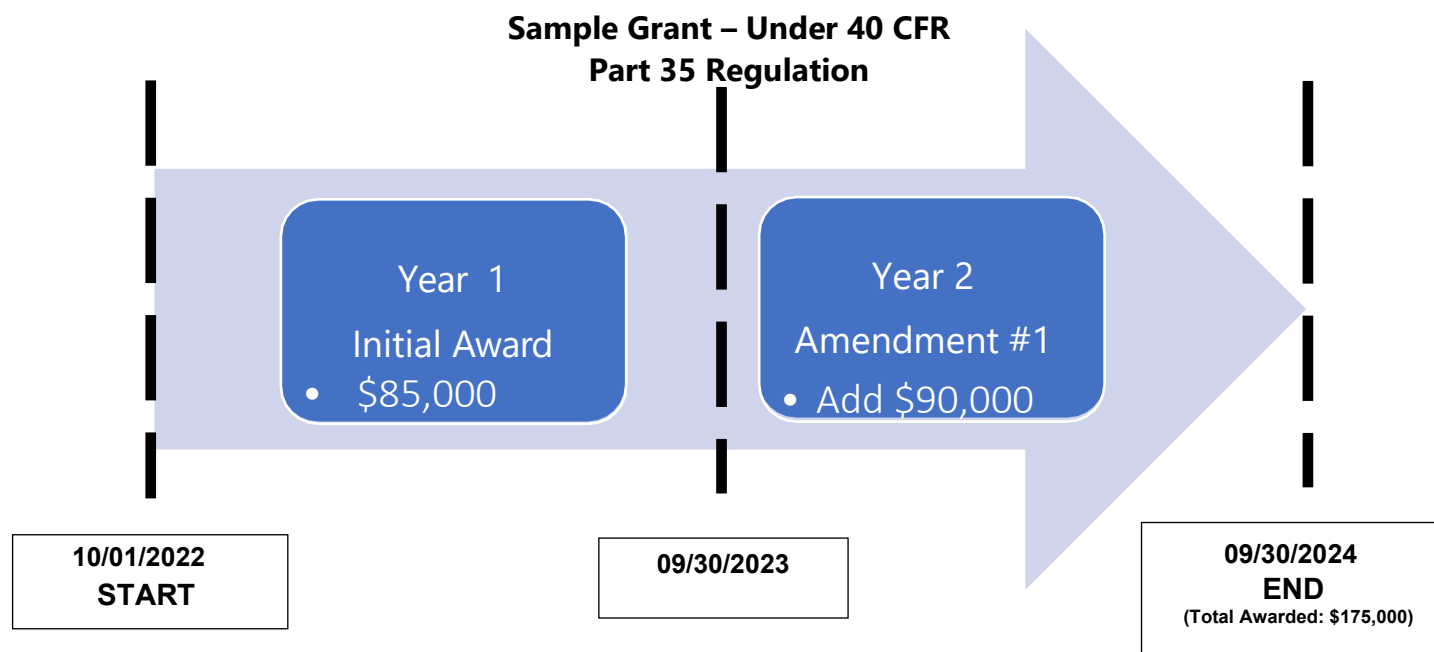 Sample Grant – Under 40 CFR
Part 35 Regulation
Year 1
Initial Award
• $85,000
Year 2
Amendment #1
• Add $90,000
10/01/2022
START
09/30/2023
09/30/2024
END
(Total Awarded: $175,000)